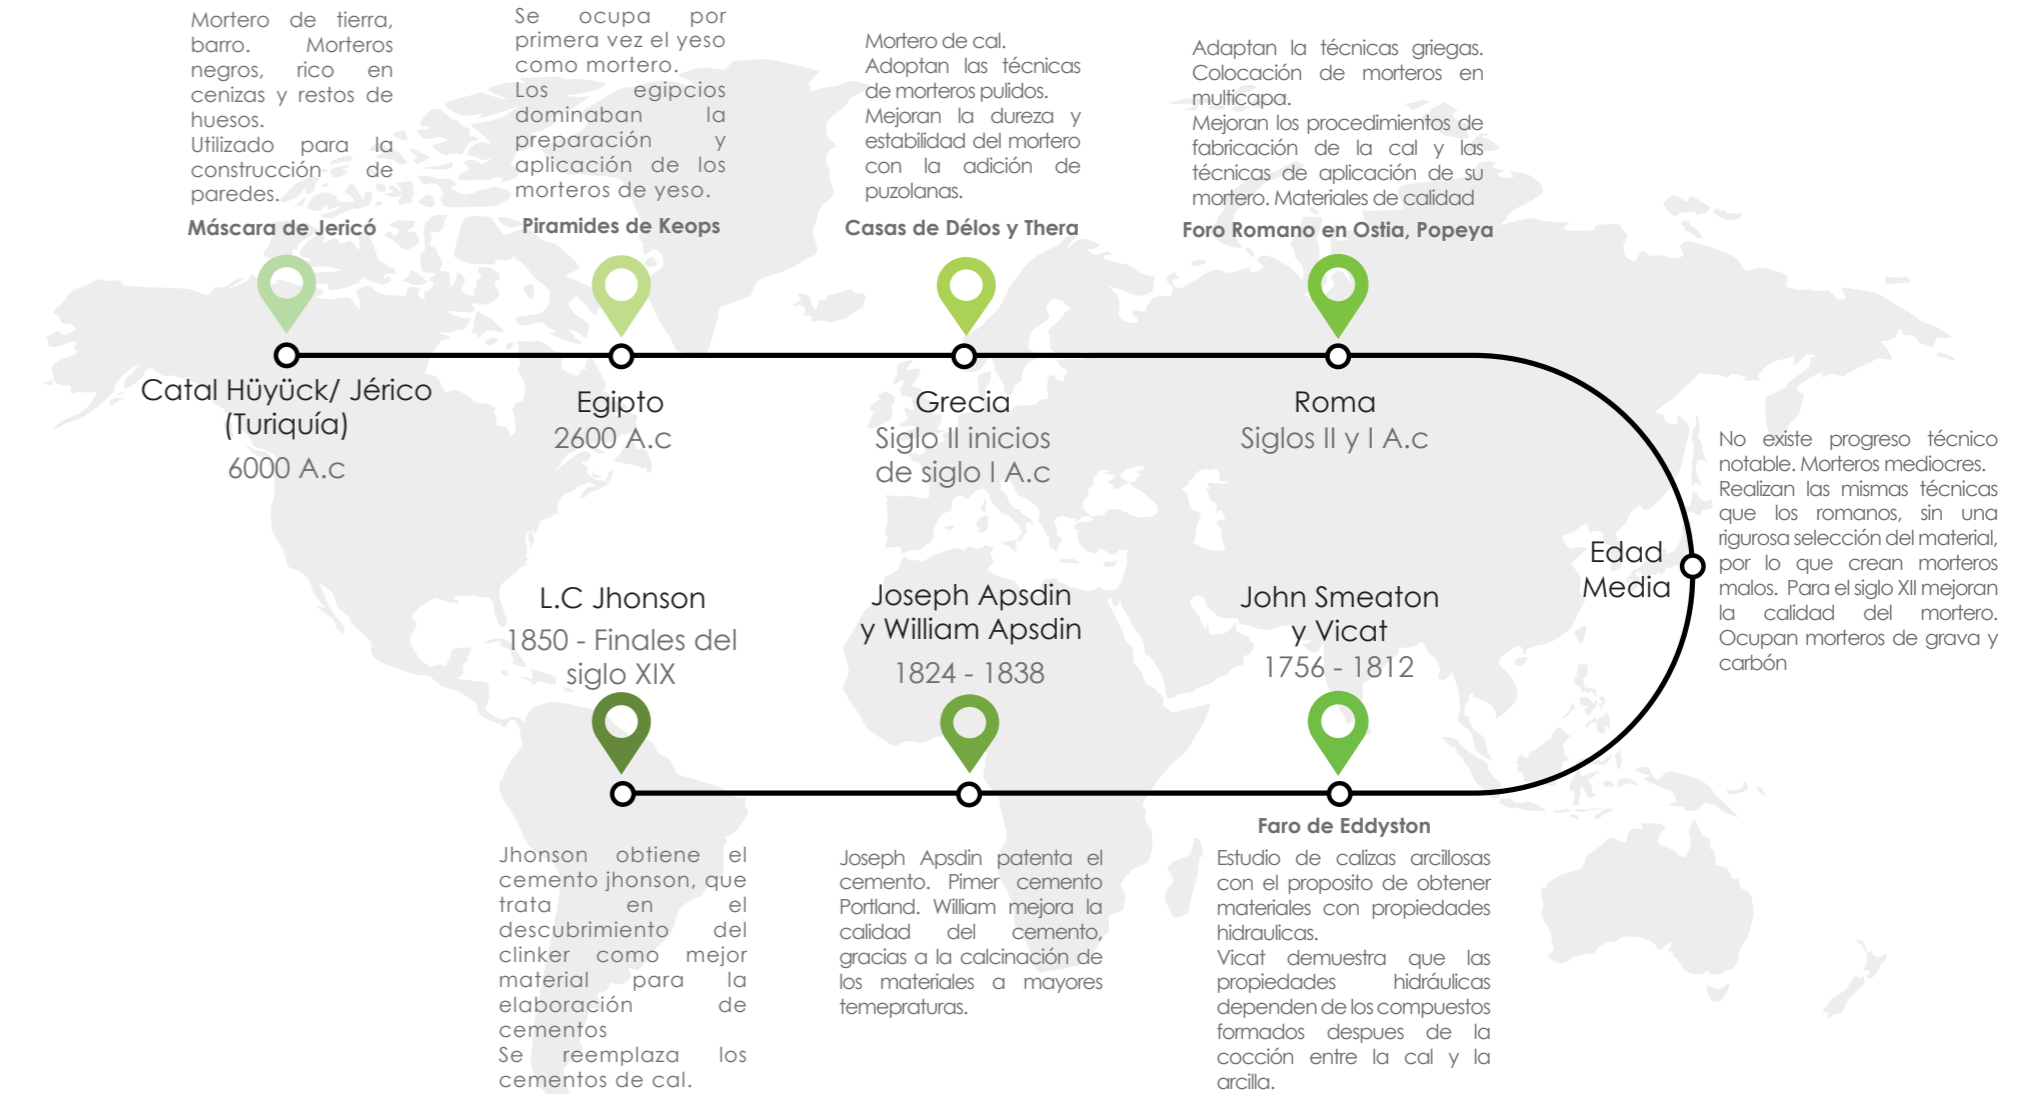 Mortero de tierra,
barro. Morteros
negros, rico en
cenizas y restos de
huesos.
Utilizado para la
construcción de
paredes.
Máscara de Jericó
Catal Hüyück/ Jérico
(Turiquía)
6000 A.c
Se ocupa por
primera vez el yeso
como mortero.
Los egipcios
dominaban la
preparación y
aplicación de los
morteros de yeso.
Piramides de Keops
Egipto
2600 A.c
Mortero de cal.
Adoptan las técnicas
de morteros pulidos.
Mejoran la dureza y
estabilidad del mortero
con la adición de
puzolanas.
Casas de Délos y Thera
Grecia
Siglo II inicios
de siglo I A.c
Adaptan la técnicas griegas.
Colocación de morteros en
multicapa.
Mejoran los procedimientos de
fabricación de la cal y las
técnicas de aplicación de su
mortero. Materiales de calidad
Foro Romano en Ostia, Popeya
Roma
Siglos II y I A.c
Edad
Media
No existe progreso técnico
notable. Morteros mediocres.
Realizan las mismas técnicas
que los romanos, sin una
rigurosa selección del material,
por lo que crean morteros
malos. Para el siglo XII mejoran
la calidad del mortero.
Ocupan morteros de grava y
carbón
John Smeaton
y Vicat
1756 - 1812
Faro de Eddyston
Estudio de calizas arcillosas
con el proposito de obtener
materiales con propiedades
hidraulicas.
Vicat demuestra que las
propiedades hidráulicas
dependen de los compuestos
formados despues de la
cocción entre la cal y la
arcilla.
Joseph Apsdin
y William Apsdin
1824 - 1838
Joseph Apsdin patenta el
cemento. Pimer cemento
Portland. William mejora la
calidad del cemento,
gracias a la calcinación de
los materiales a mayores
temepraturas.
L.C Jhonson
1850 - Finales del
siglo XIX
Jhonson obtiene el
cemento jhonson, que
trata en el
descubrimiento del
clinker como mejor
material para la
elaboración de
cementos
Se reemplaza los
cementos de cal.